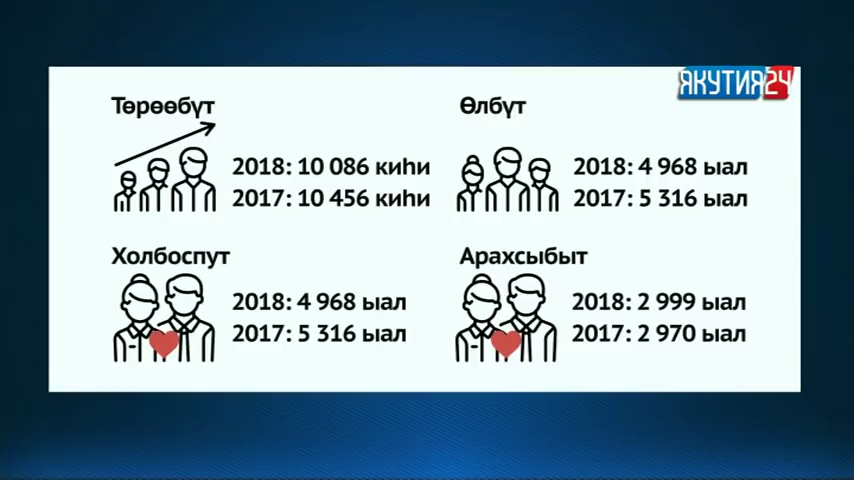 ЯКУТИЯ24
Төрөөбүт
2018: 10 086 киһи
2017: 10 456 киһи
Өлбүт
2018: 4 968 ыал
2017: 5 316 ыал
Холбоспут
2018: 4 968 ыал
2017: 5 316 ыал
Арахсыбыт
2018: 2 999 ыал
2017: 2 970 ыал